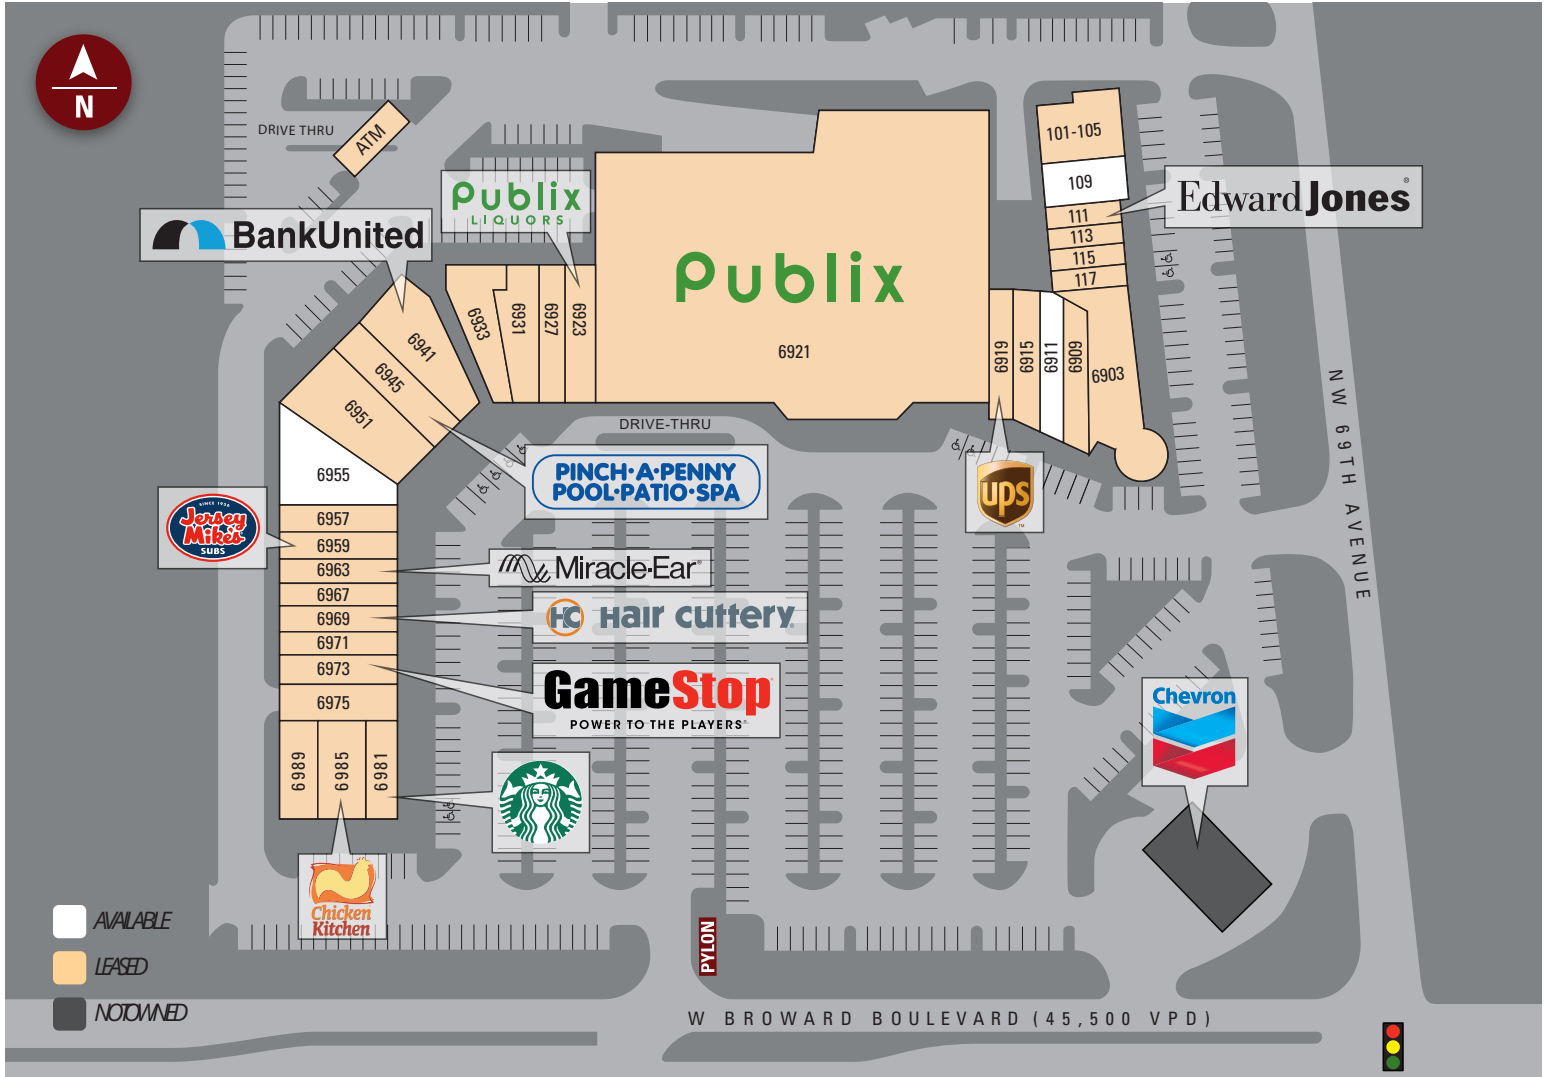 N
DRIVE THRU
ATM
101-105
109
111
113
115
117
Edward Jones®
Publix
LIQUORS
BankUnited
Publix
6921
6933
6931
6927
6923
6941
6945
6951
6919
6915
6911
6909
6903
DRIVE-THRU
NW 69TH AVENUE
PINCH·A·PENNY
POOL·PATIO·SPA
ups
TM
6955
6957
6959
6963
6967
6969
6971
6973
6975
6989
6985
6981
SINCE 1956
Jersey
Mike's
SUBS
Miracle-Ear®
HC Hair Cuttery
GameStop
POWER TO THE PLAYERS®
Chevron
Chicken
Kitchen
AVAILABLE
LEASED
NOT OWNED
PYLON
W BROWARD BOULEVARD (45,500 VPD)